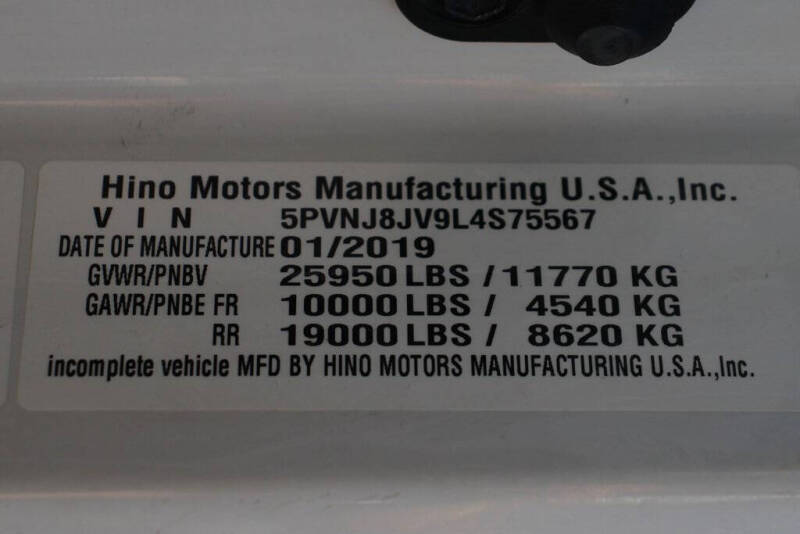 Hino Motors Manufacturing U.S.A.,Inc.
V I N 5PVNJ8JV9L4S75567
DATE OF MANUFACTURE 01/2019
GVWR/PNBV 25950 LBS / 11770 KG
GAWR/PNBE FR 10000 LBS / 4540 KG
RR 19000 LBS / 8620 KG
incomplete vehicle MFD BY HINO MOTORS MANUFACTURING U.S.A.,Inc.